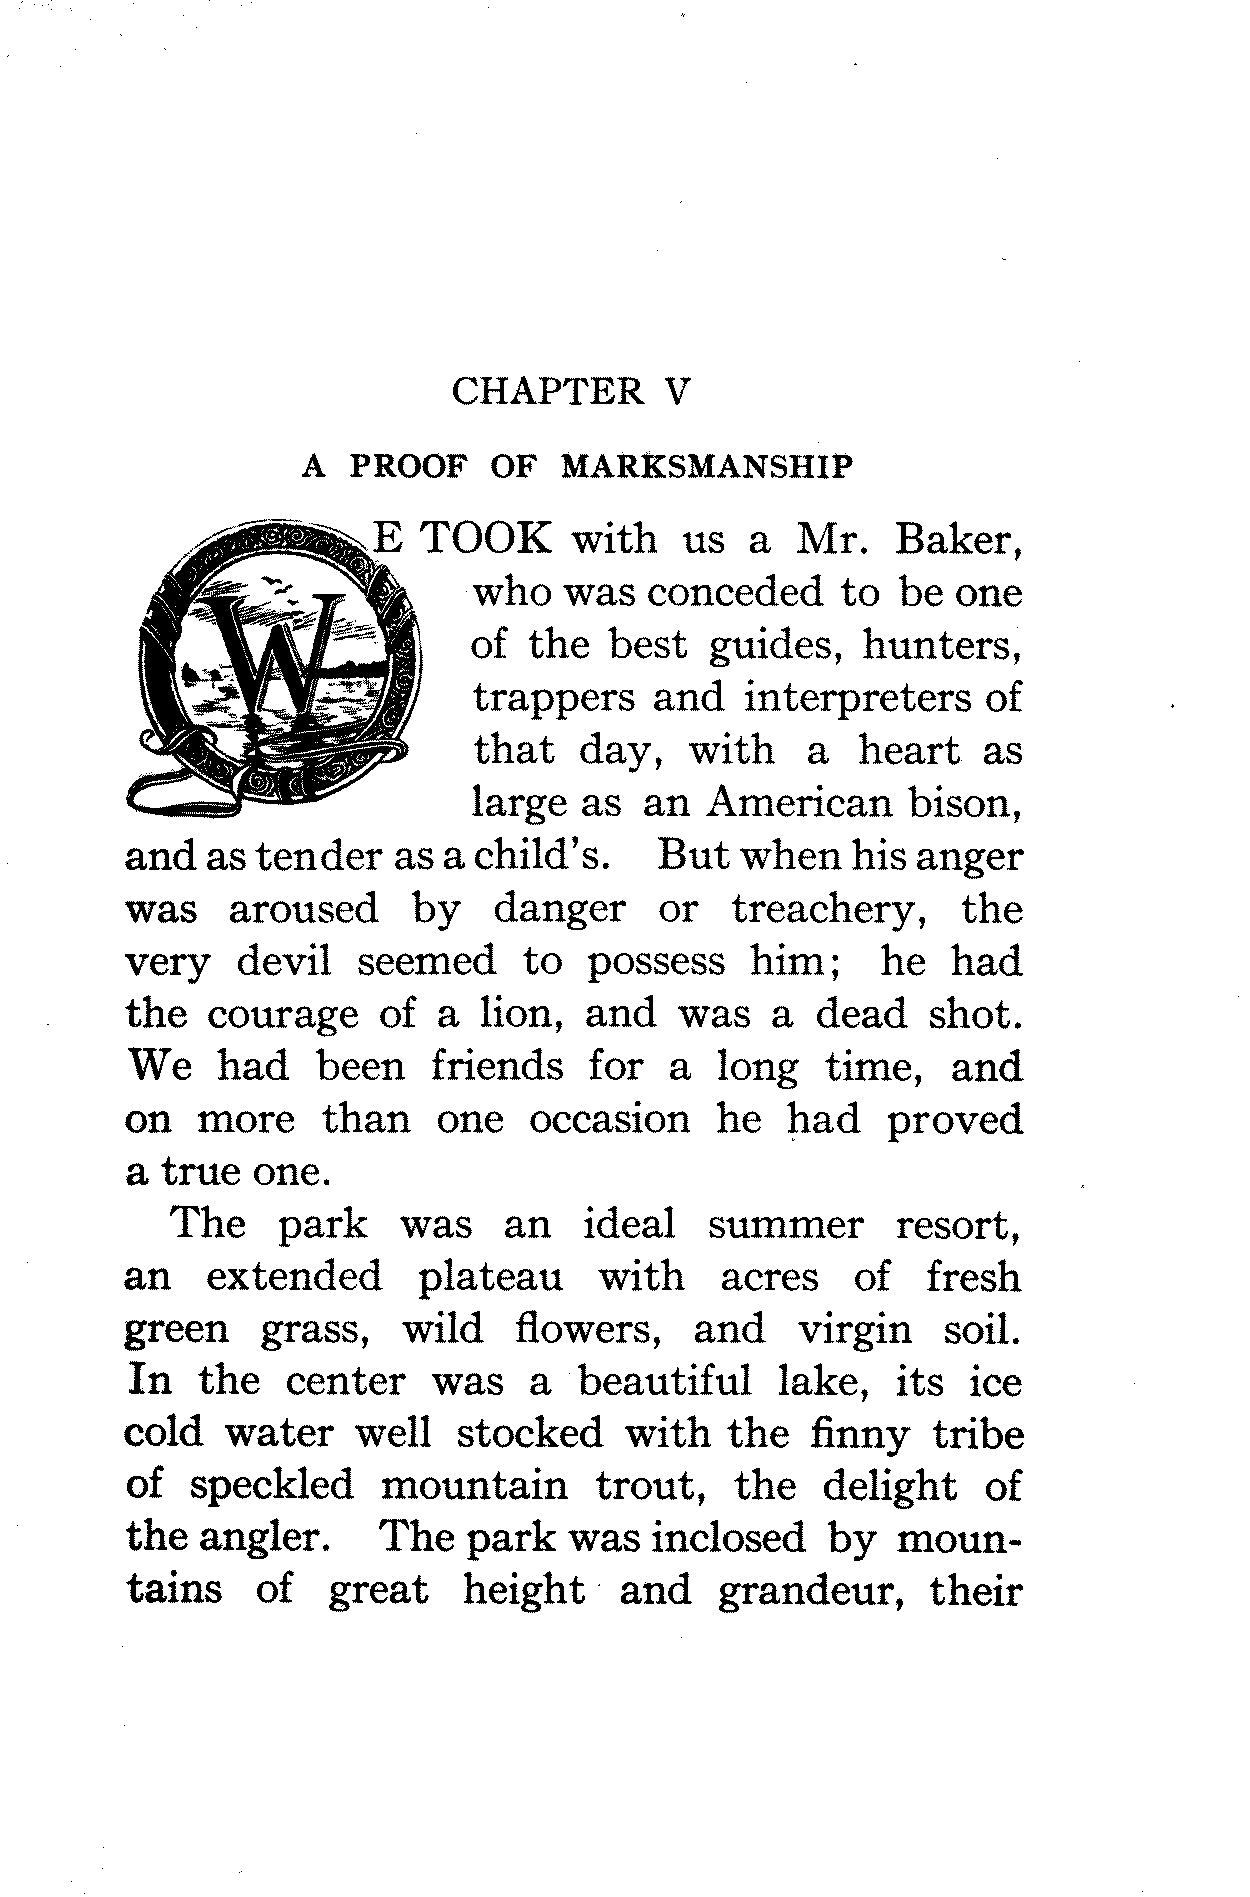 CHAPTER V
A PROOF OF MARKSMANSHIP
WE TOOK with us a Mr. Baker,
who was conceded to be one
of the best guides, hunters,
trappers and interpreters of
that day, with a heart as
large as an American bison,
and as tender as a child's. But when his anger
was aroused by danger or treachery, the
very devil seemed to possess him; he had
the courage of a lion, and was a dead shot.
We had been friends for a long time, and
on more than one occasion he had proved
a true one.
The park was an ideal summer resort,
an extended plateau with acres of fresh
green grass, wild flowers, and virgin soil.
In the center was a beautiful lake, its ice
cold water well stocked with the finny tribe
of speckled mountain trout, the delight of
the angler. The park was inclosed by moun-
tains of great height and grandeur, their